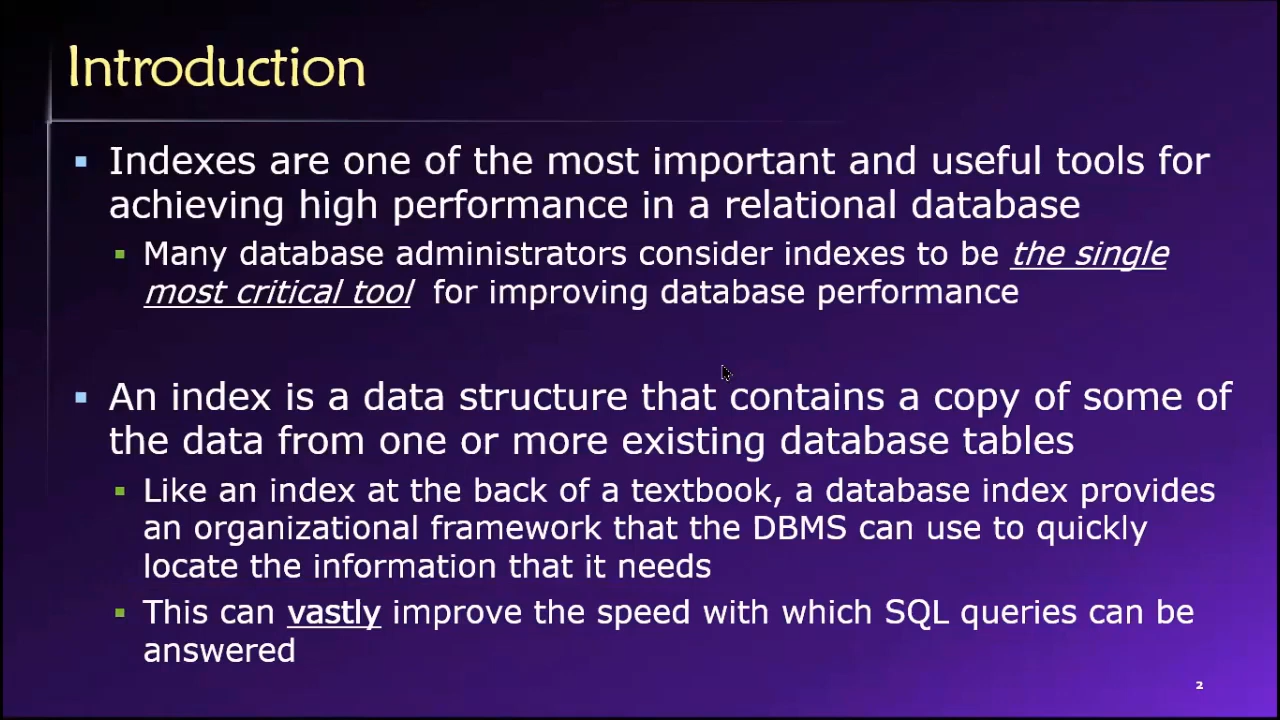 Introduction
Indexes are one of the most important and useful tools for
achieving high performance in a relational database
Many database administrators consider indexes to be the single
most critical tool for improving database performance
An index is a data structure that contains a copy of some of
the data from one or more existing database tables
Like an index at the back of a textbook, a database index provides
an organizational framework that the DBMS can use to quickly
locate the information that it needs
This can vastly improve the speed with which SQL queries can be
answered
2